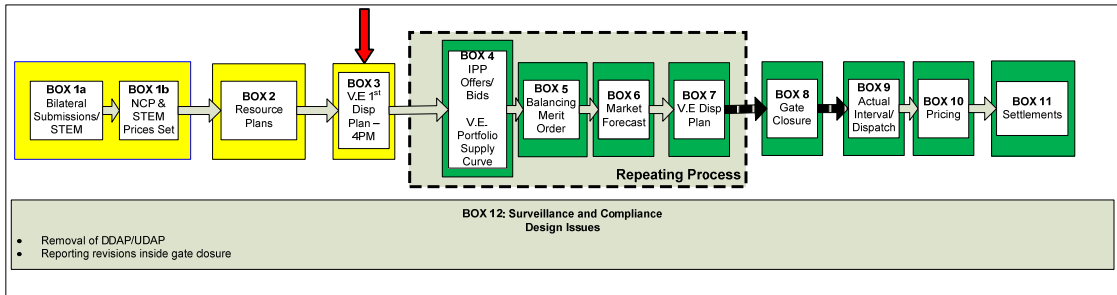 BOX 1a
Bilateral
Submissions/
STEM
BOX 1b
NCP &
STEM
Prices Set
BOX 2
Resource
Plans
BOX 3
V.E 1st
Disp
Plan –
4PM
BOX 4
IPP
Offers/
Bids
V.E.
Portfolio
Supply
Curve
BOX 5
Balancing
Merit
Order
BOX 6
Market
Forecast
BOX 7
V.E Disp
Plan
Repeating Process
BOX 8
Gate
Closure
BOX 9
Actual
Interval/
Dispatch
BOX 10
Pricing
BOX 11
Settlements
BOX 12: Surveillance and Compliance
Design Issues
• Removal of DDAP/UDAP
• Reporting revisions inside gate closure